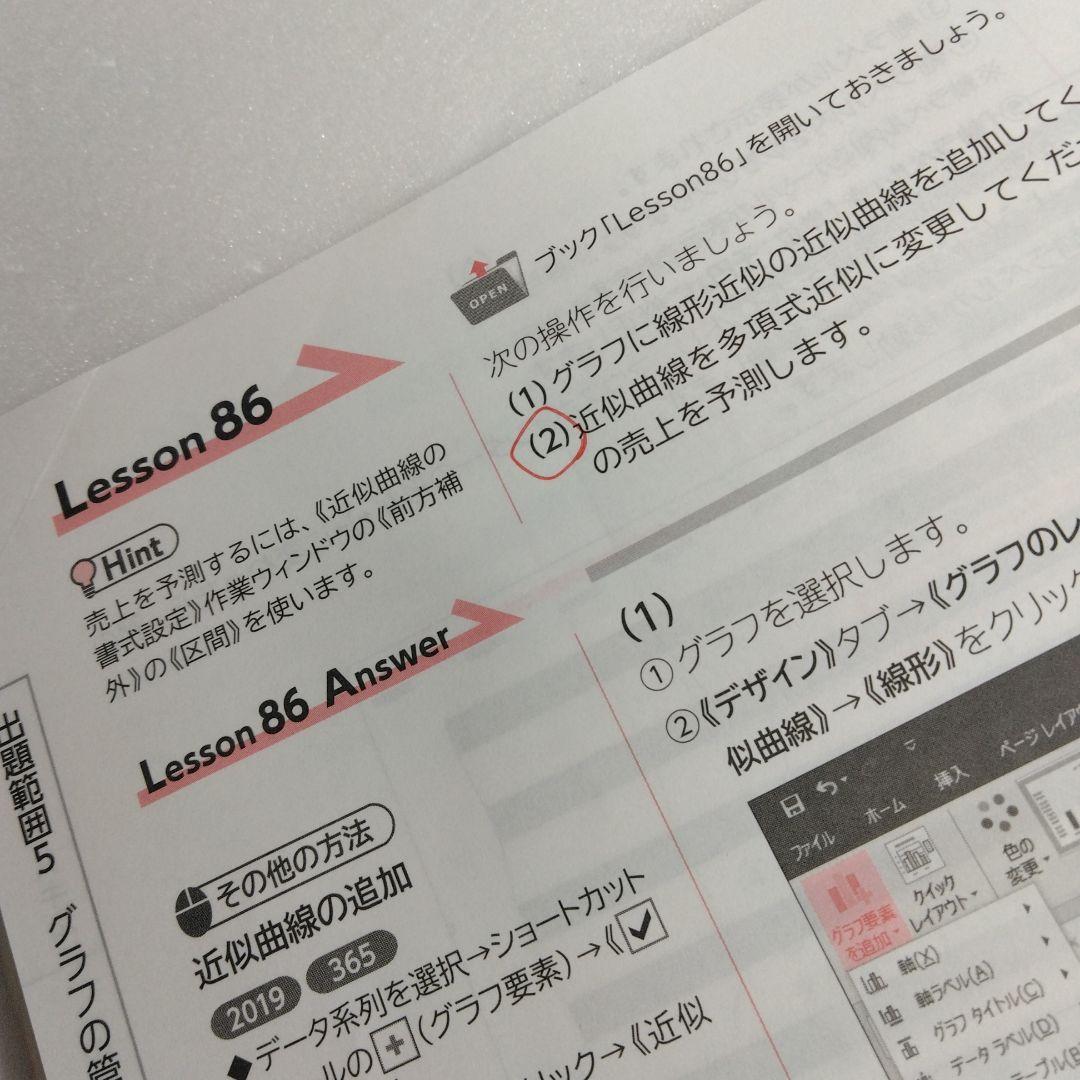 ブック「Lesson86」を開いておきましょう。
OPEN
次の操作を行いましょう。
(1)グラフに線形近似の近似曲線を追加してく
(2)近似曲線を多項式近似に変更してくだ
の売上を予測します。
Lesson 86
Hint
売上を予測するには、《近似曲線の
書式設定》作業ウィンドウの《前方補
外》の《区間》を使います。
Lesson 86 Answer
(1)
①グラフを選択します。
②《デザイン》タブ→《グラフのレ
似曲線》→《線形》をクリック
ファイル ホーム 挿入 ページ レイアウ
グラフ要素
を追加
クイック
レイアウト
色の
変更
軸(X)
軸ラベル(A)
グラフ タイトル(C)
データ ラベル(D)
ーブル(B
その他の方法
近似曲線の追加
2019 365
◆データ系列を選択→ショートカット
ルの+(グラフ要素)→《✓
リック→《近似
出題範囲5 グラフの管